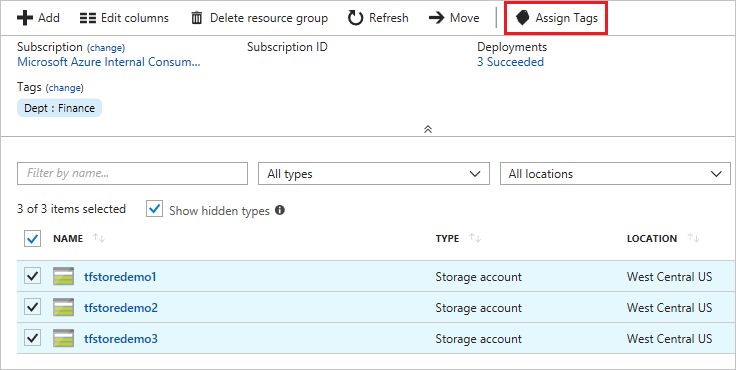 Add Edit columns Delete resource group Refresh Move Assign Tags
Subscription (change) Subscription ID Deployments
Microsoft Azure Internal Consum... 3 Succeeded
Tags (change)
Dept : Finance
Filter by name... All types All locations
3 of 3 items selected Show hidden types
NAME TYPE LOCATION
tfstoredemo1 Storage account West Central US
tfstoredemo2 Storage account West Central US
tfstoredemo3 Storage account West Central US